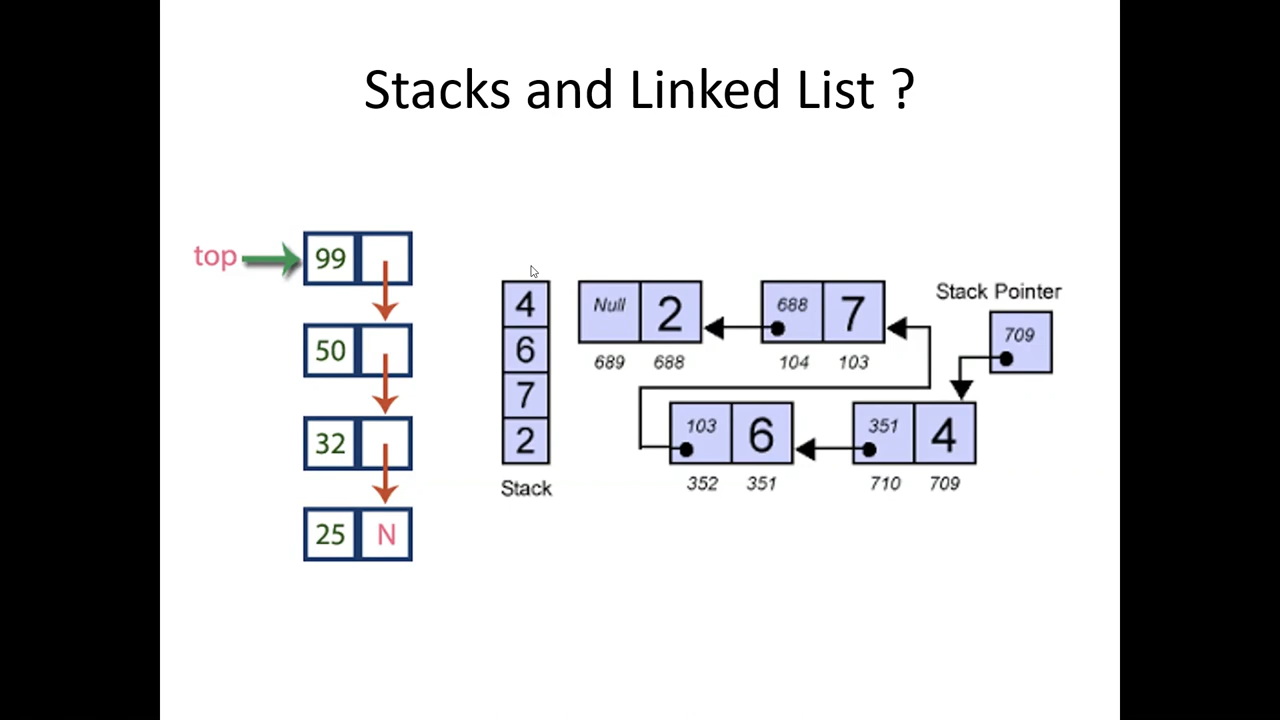 Stacks and Linked List ?
top
99
50
32
25 N
4
6
7
2
Stack
Null 2
689 688
688 7
104 103
Stack Pointer
709
103 6
352 351
351 4
710 709